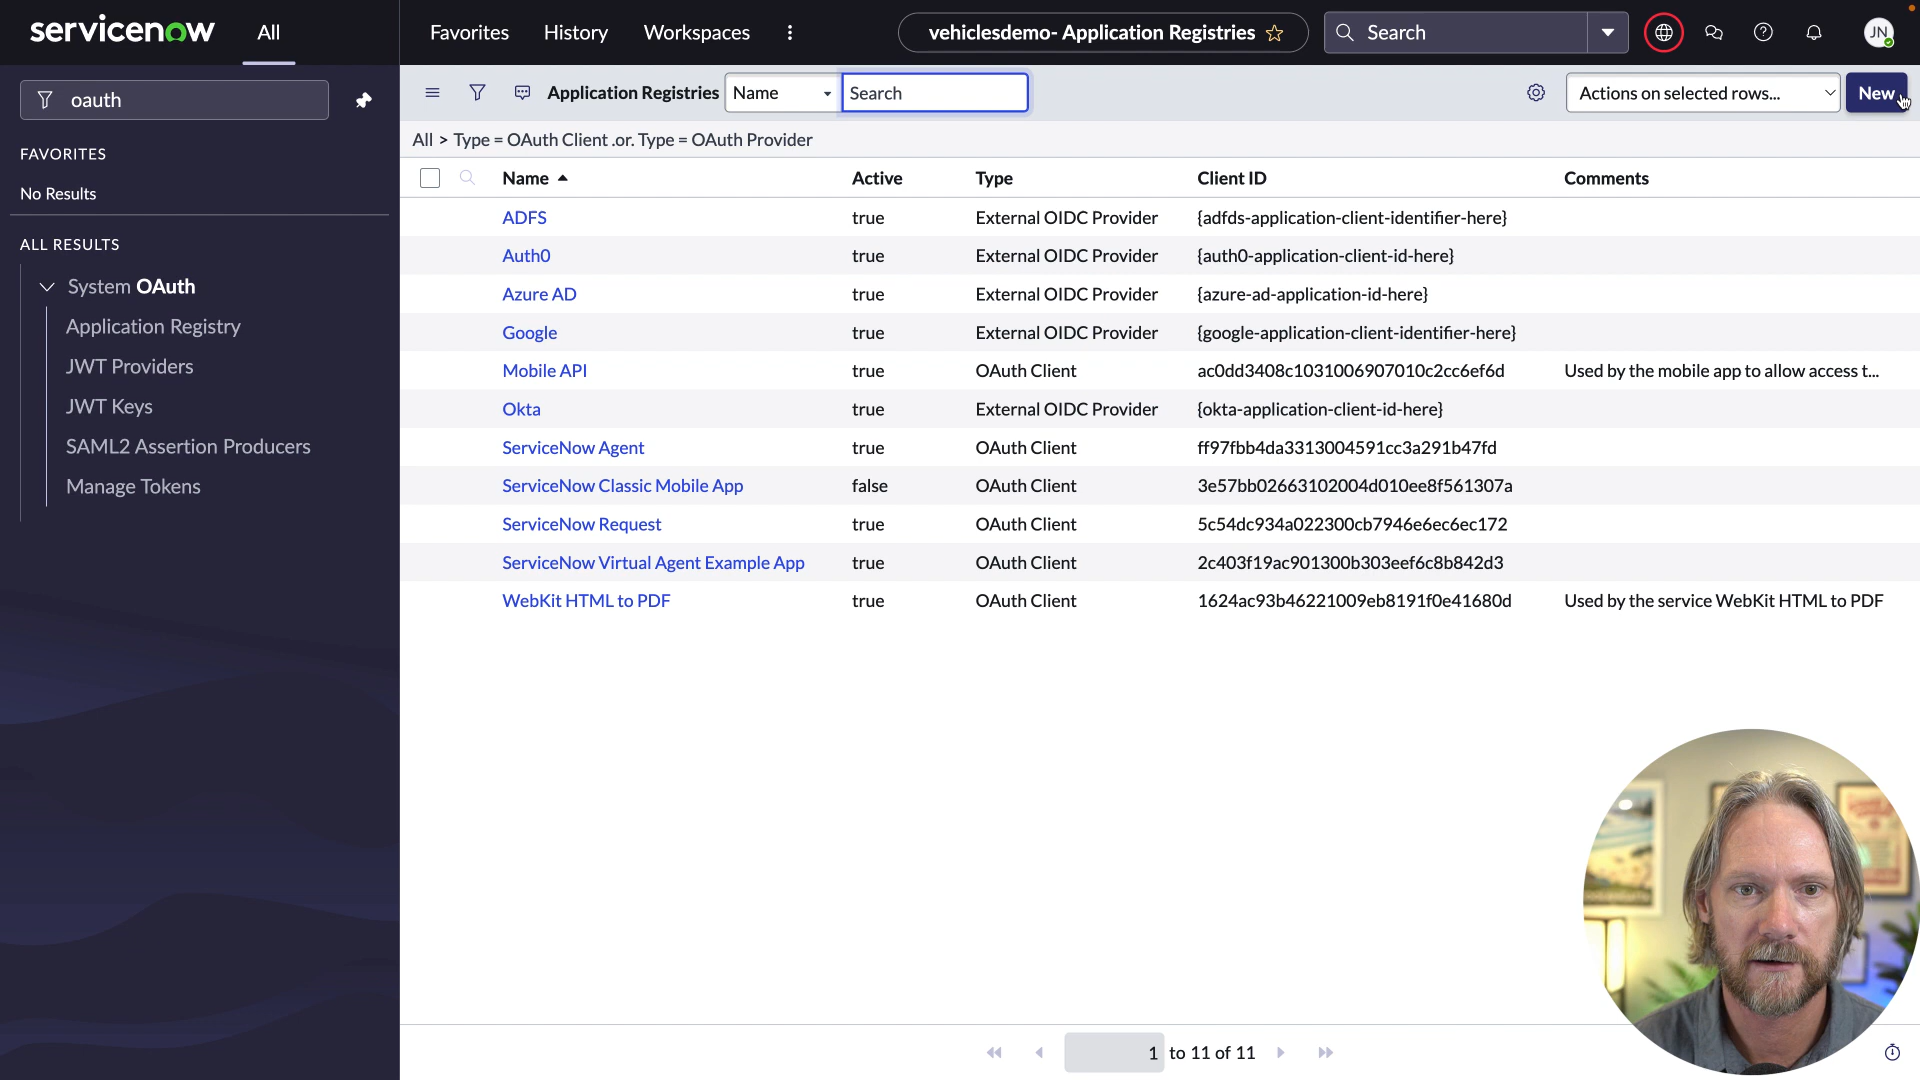 servicenow
All
Favorites
History
Workspaces
vehiclesdemo- Application Registries
Search
JN
oauth
FAVORITES
No Results
ALL RESULTS
System OAuth
Application Registry
JWT Providers
JWT Keys
SAML2 Assertion Producers
Manage Tokens
Application Registries
Name
Search
Actions on selected rows...
New
All > Type = OAuth Client .or. Type = OAuth Provider
Name Active Type Client ID Comments
ADFS true External OIDC Provider {adfds-application-client-identifier-here}
Auth0 true External OIDC Provider {auth0-application-client-id-here}
Azure AD true External OIDC Provider {azure-ad-application-id-here}
Google true External OIDC Provider {google-application-client-identifier-here}
Mobile API true OAuth Client ac0dd3408c1031006907010c2cc6ef6d Used by the mobile app to allow access t...
Okta true External OIDC Provider {okta-application-client-id-here}
ServiceNow Agent true OAuth Client ff97fbb4da3313004591cc3a291b47fd
ServiceNow Classic Mobile App false OAuth Client 3e57bb02663102004d010ee8f561307a
ServiceNow Request true OAuth Client 5c54dc934a022300cb7946e6ec6ec172
ServiceNow Virtual Agent Example App true OAuth Client 2c403f19ac901300b303eef6c8b842d3
WebKit HTML to PDF true OAuth Client 1624ac93b46221009eb8191f0e41680d Used by the service WebKit HTML to PDF
1 to 11 of 11